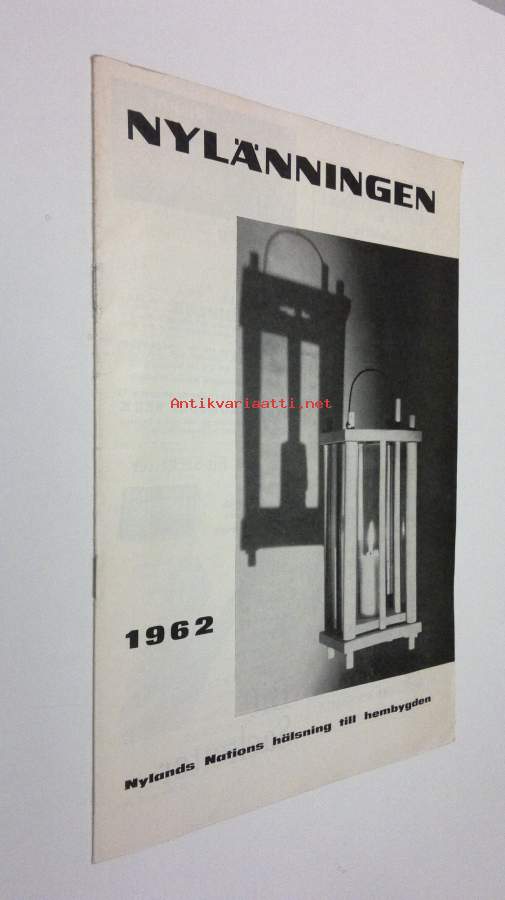 NYLÄNNINGEN
Antikvariaatti.net
1962
Nylands Nations hälsning till hembygden